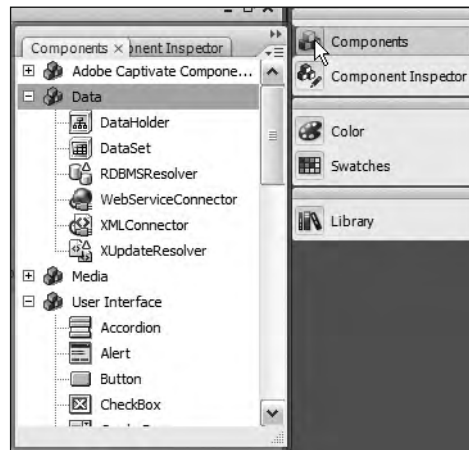 Components × ponent Inspector
Adobe Captivate Compone...
Data
DataHolder
DataSet
RDBMSResolver
WebServiceConnector
XMLConnector
XUpdateResolver
Media
User Interface
Accordion
Alert
Button
CheckBox
Components
Component Inspector
Color
Swatches
Library